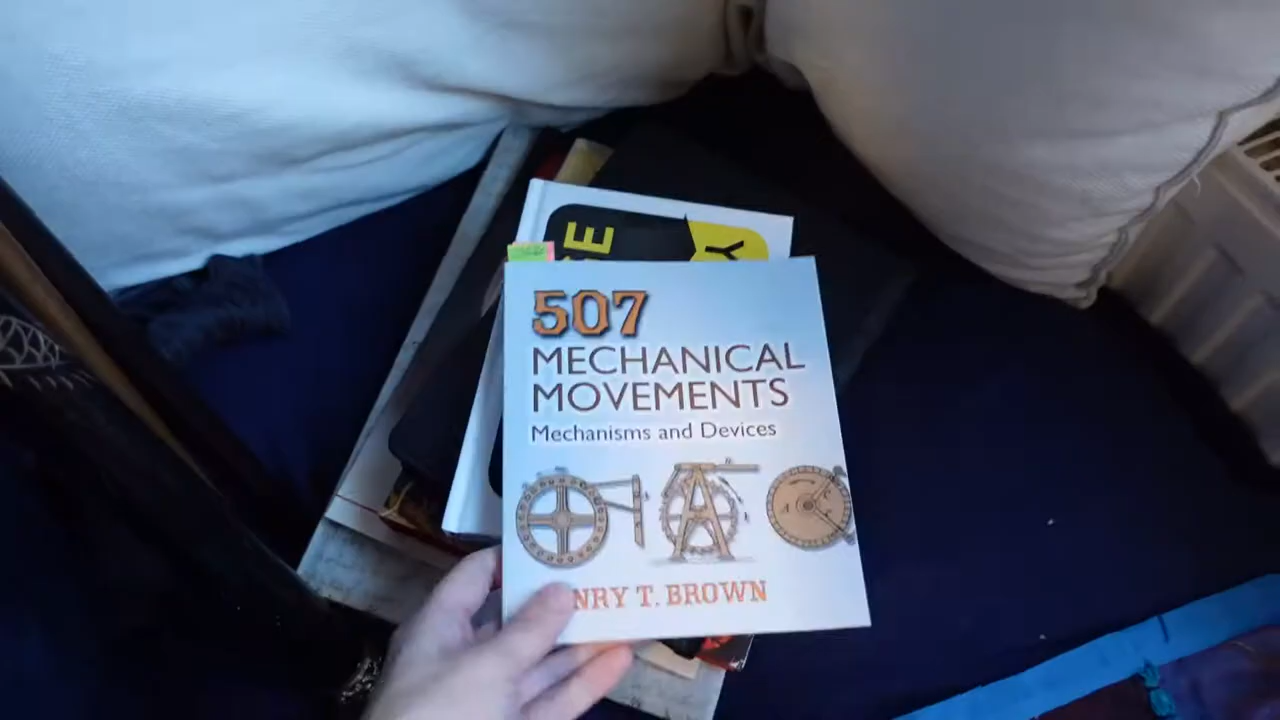 507
MECHANICAL
MOVEMENTS
Mechanisms and Devices
NRY T. BROWN